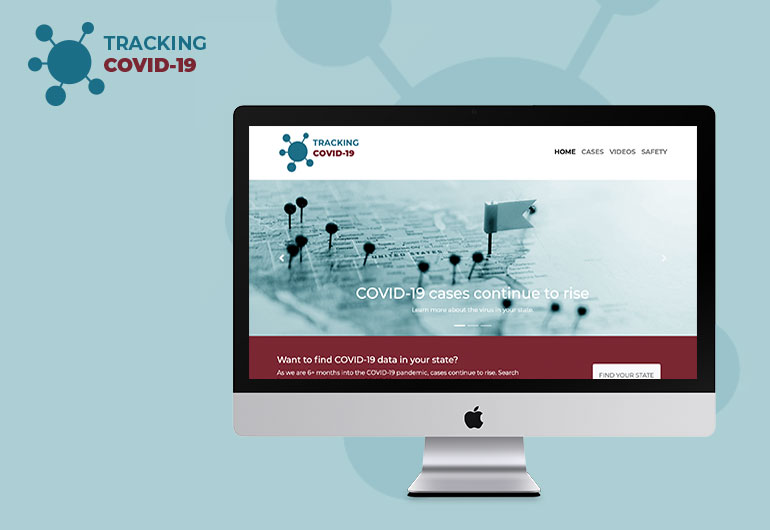 TRACKING
COVID-19
TRACKING
COVID-19
HOME CASES VIDEOS SAFETY
UNITED STATES
COVID-19 cases continue to rise
Learn more about the virus in your state
Want to find COVID-19 data in your state?
As we are 6+ months into the COVID-19 pandemic, cases continue to rise. Search
FIND YOUR STATE